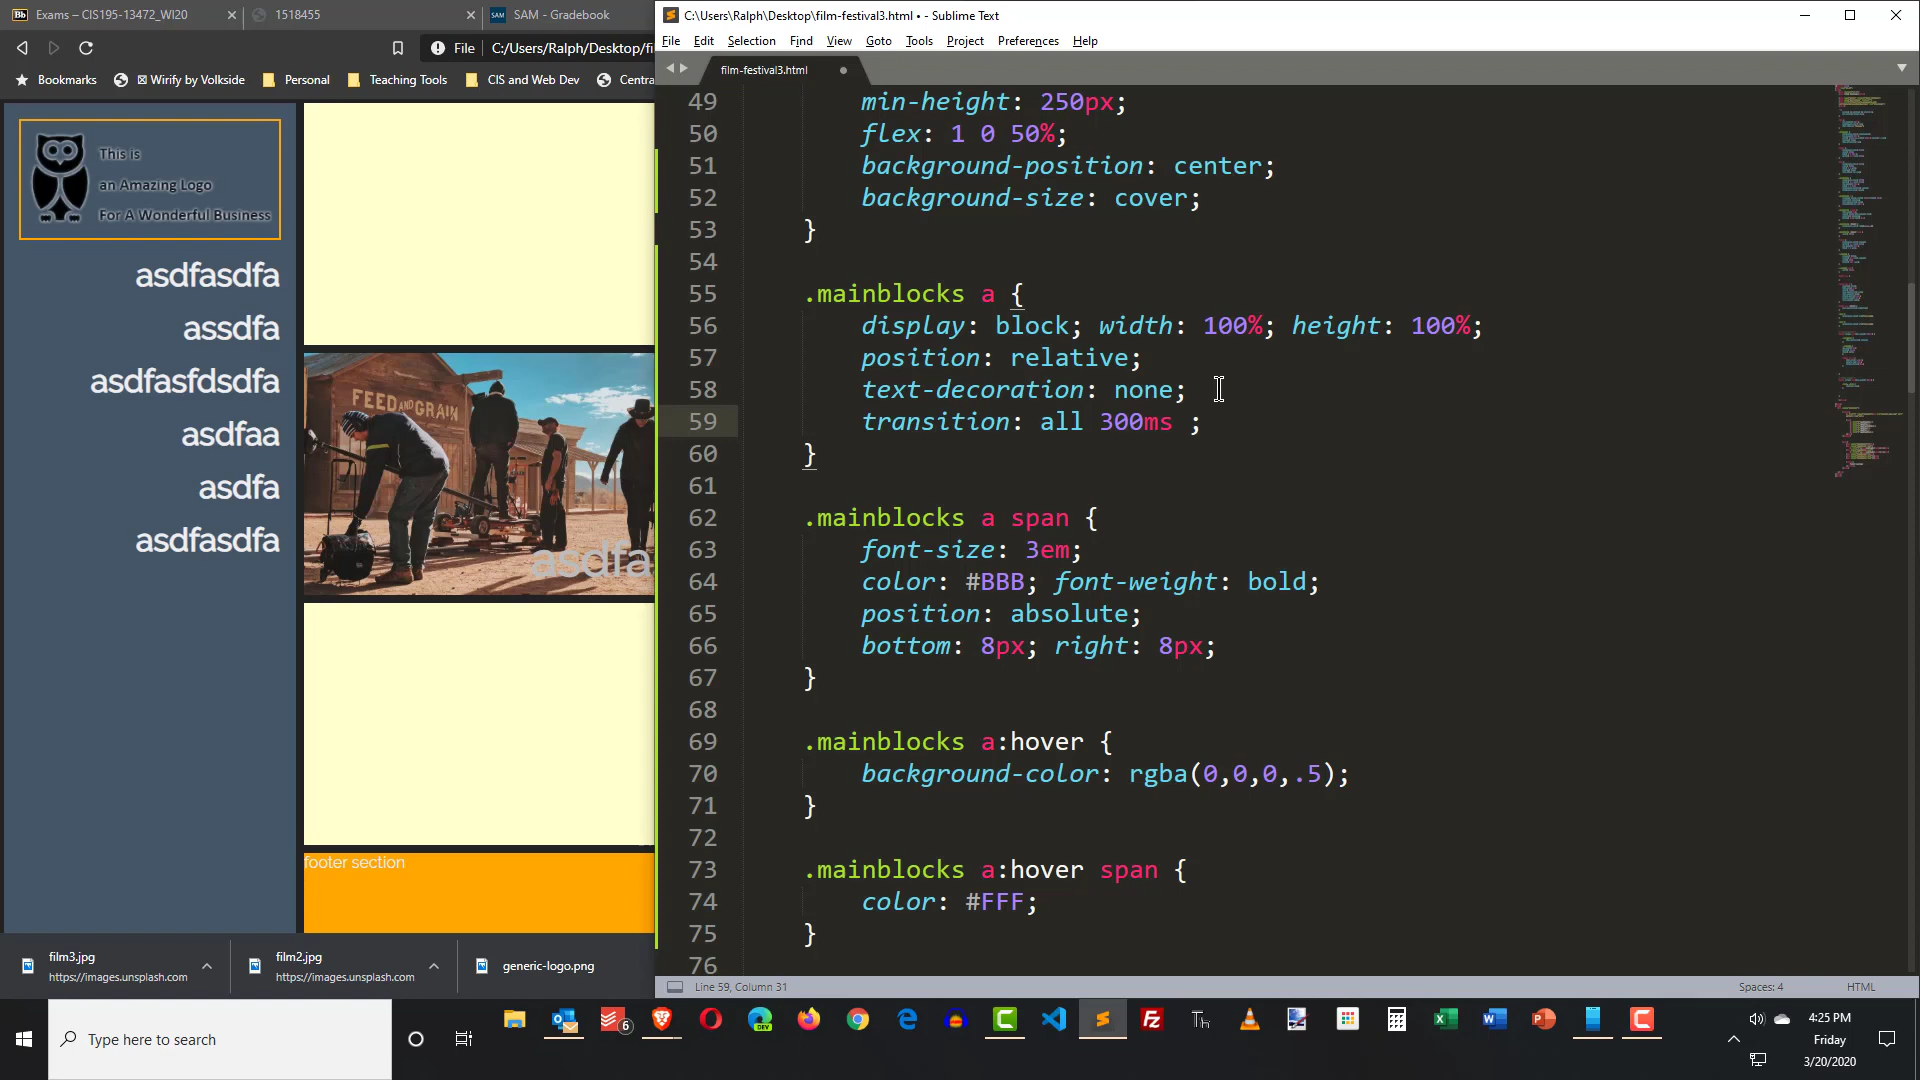 Exams – CIS195-13472_WI20
1518455
SAM - Gradebook
File
C:/Users/Ralph/Desktop/fi
Bookmarks
Wirify by Volkside
Personal
Teaching Tools
CIS and Web Dev
Centra
This is
an Amazing Logo
For A Wonderful Business
asdfasdfa
assdfa
asdfasfdsdfa
asdfaa
asdfa
asdfasdfa
FEED AND GRAIN
asdfa
footer section
film3.jpg
https://images.unsplash.com
film2.jpg
https://images.unsplash.com
generic-logo.png
C:\Users\Ralph\Desktop\film-festival3.html • - Sublime Text
File Edit Selection Find View Goto Tools Project Preferences Help
film-festival3.html
49 min-height: 250px;
50 flex: 1 0 50%;
51 background-position: center;
52 background-size: cover;
53 }
54
55 .mainblocks a {
56 display: block; width: 100%; height: 100%;
57 position: relative;
58 text-decoration: none;
59 transition: all 300ms ;
60 }
61
62 .mainblocks a span {
63 font-size: 3em;
64 color: #BBB; font-weight: bold;
65 position: absolute;
66 bottom: 8px; right: 8px;
67 }
68
69 .mainblocks a:hover {
70 background-color: rgba(0,0,0,.5);
71 }
72
73 .mainblocks a:hover span {
74 color: #FFF;
75 }
76
Line 59, Column 31
Spaces: 4
HTML
Type here to search
6
4:25 PM
Friday
3/20/2020